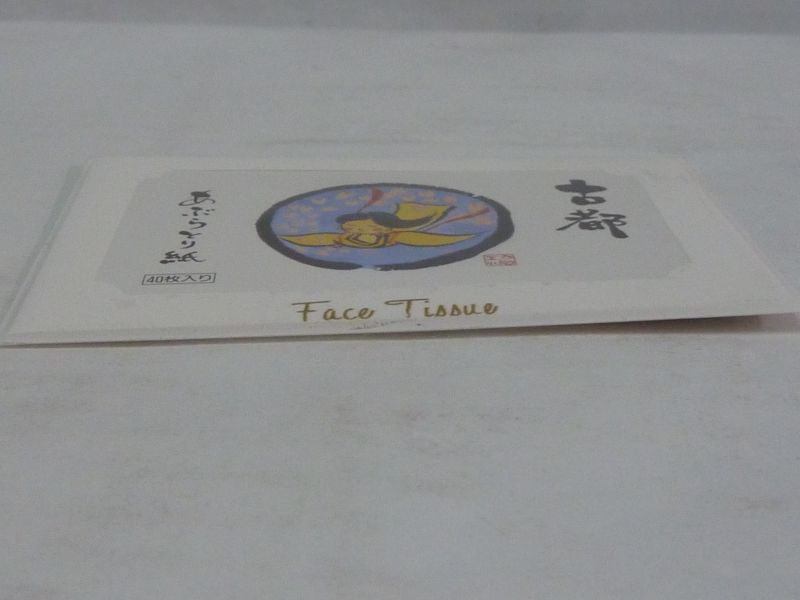 古都
あぶらとり紙
40枚入り
Face Tissue